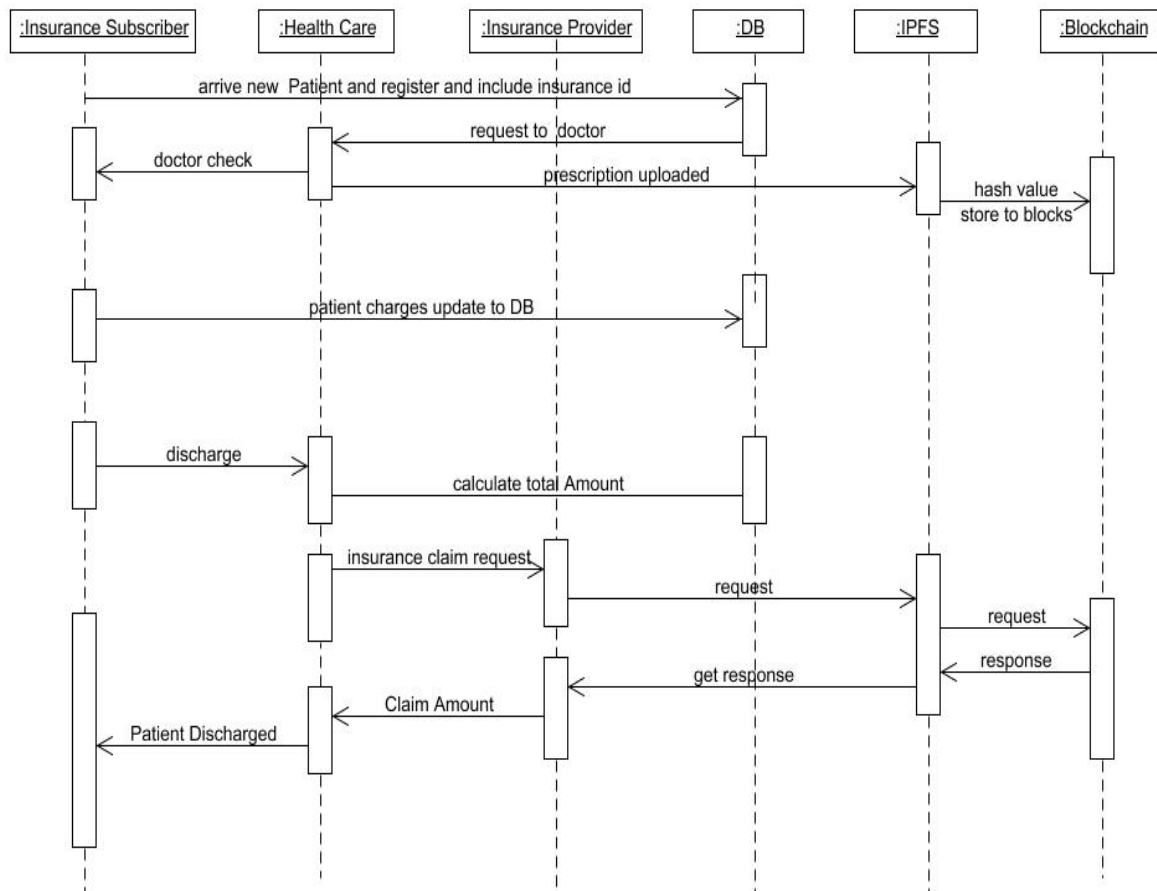 :Insurance Subscriber
:Health Care
:Insurance Provider
:DB
:IPFS
:Blockchain
arrive new Patient and register and include insurance id
request to doctor
doctor check
prescription uploaded
hash value
store to blocks
patient charges update to DB
discharge
calculate total Amount
insurance claim request
request
request
response
get response
Claim Amount
Patient Discharged